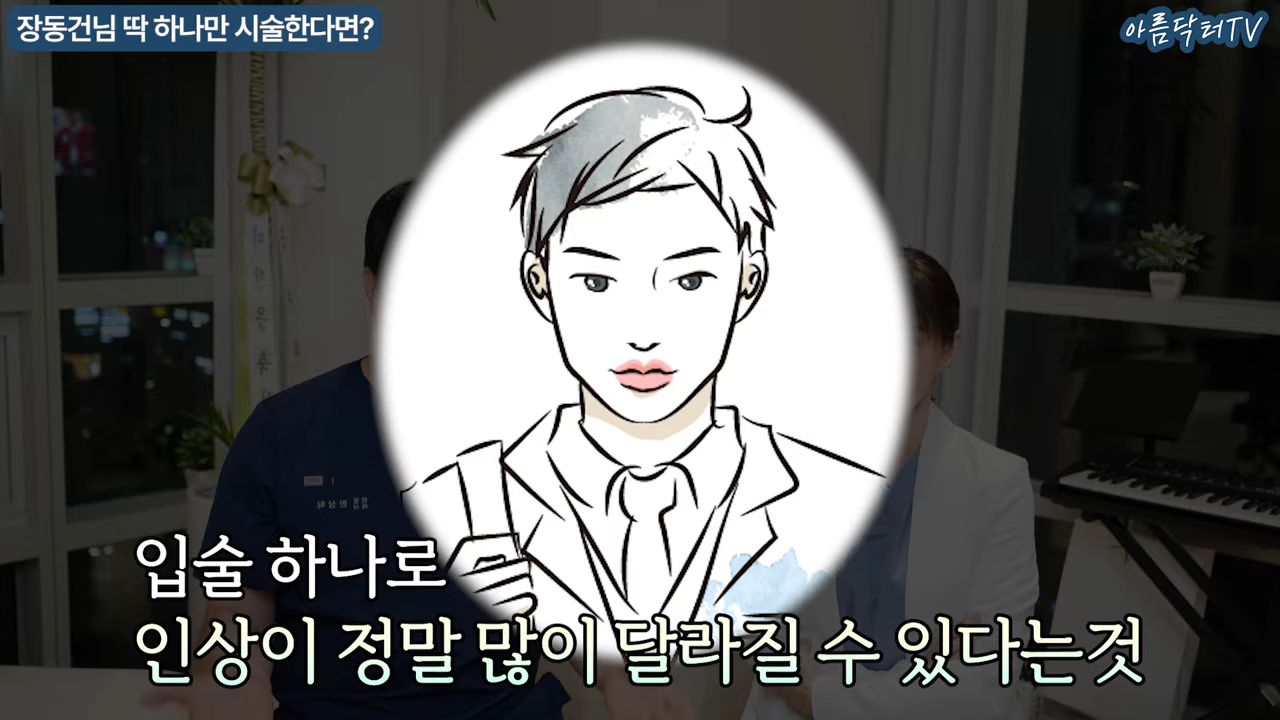 장동건님 딱 하나만 시술한다면?
아름닥터TV
입술 하나로
인상이 정말 많이 달라질 수 있다는것